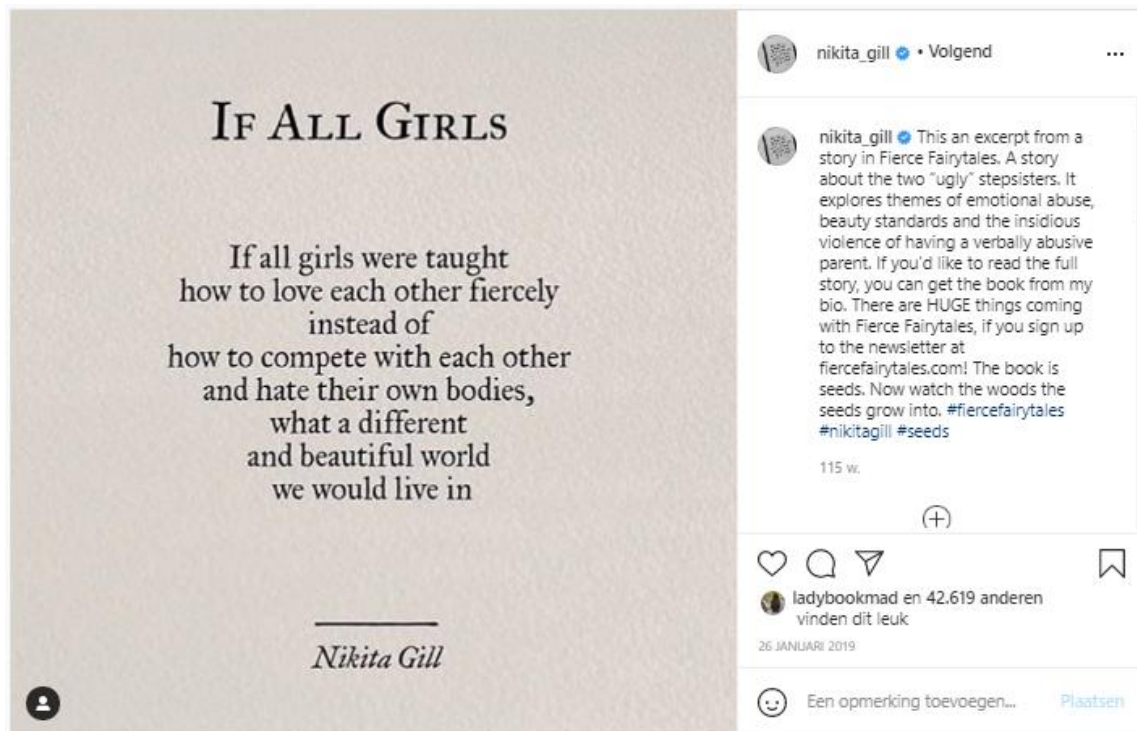 IF ALL GIRLS
If all girls were taught
how to love each other fiercely
instead of
how to compete with each other
and hate their own bodies,
what a different
and beautiful world
we would live in
Nikita Gill
nikita_gill • Volgend
nikita_gill This an excerpt from a
story in Fierce Fairytales. A story
about the two "ugly" stepsisters. It
explores themes of emotional abuse,
beauty standards and the insidious
violence of having a verbally abusive
parent. If you'd like to read the full
story, you can get the book from my
bio. There are HUGE things coming
with Fierce Fairytales, if you sign up
to the newsletter at
fiercefairytales.com! The book is
seeds. Now watch the woods the
seeds grow into. #fiercefairytales
#nikitagill #seeds
115 w.
ladybookmad en 42.619 anderen
vinden dit leuk
26 JANUARI 2019
Een opmerking toevoegen... Plaatsen